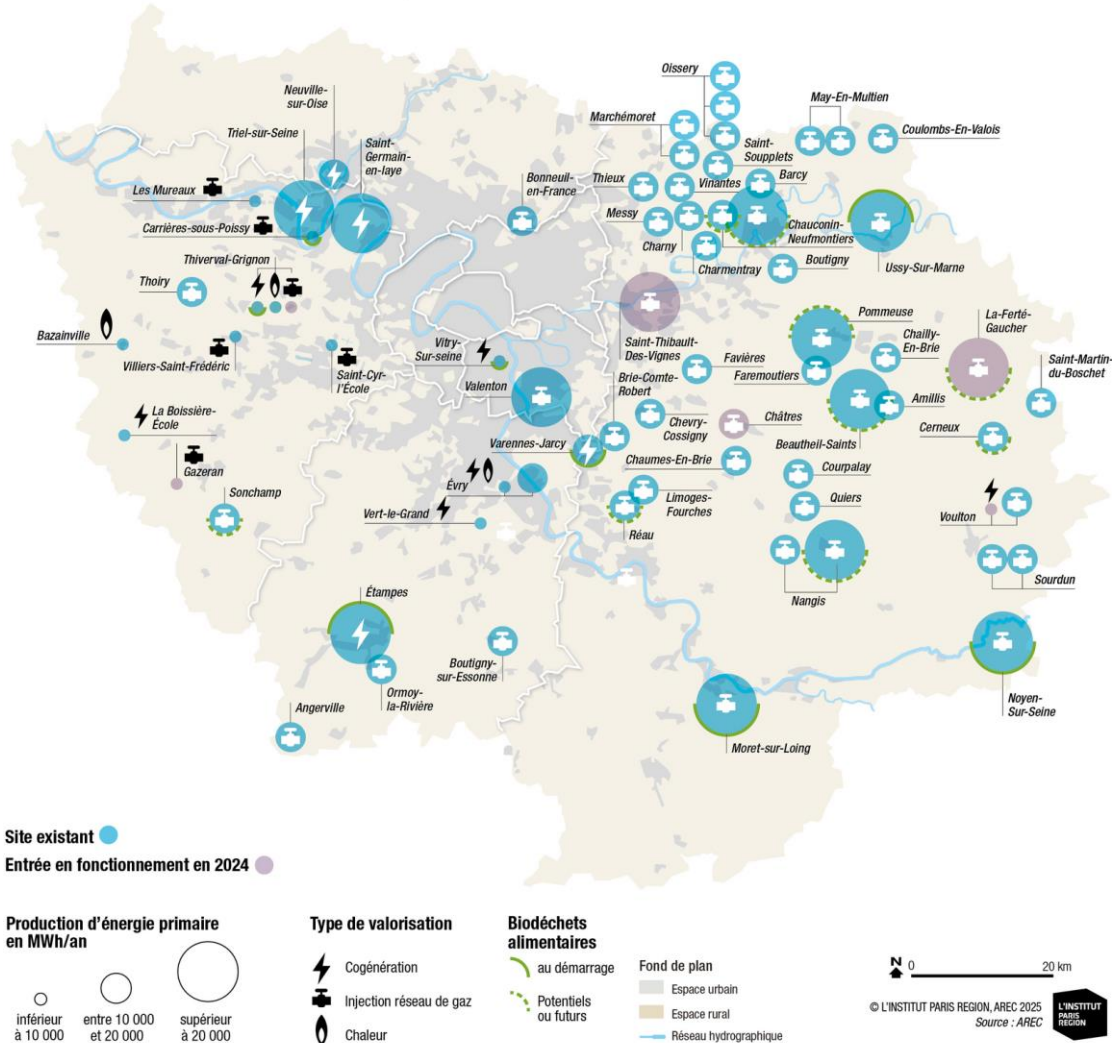 Oissery
May-En-Multien
Neuville-
sur-Oise
Marchémoret
Coulombs-En-Valois
Triel-sur-Seine
Saint-
Germain-
en-laye
Saint-
Soupplets
Les Mureaux
Bonneuil-
en-France
Thieux
Vinantes
Barcy
Carrières-sous-Poissy
Messy
Chauconin-
Neufmontiers
Charny
Thiverval-Grignon
Charmentray
Boutigny
Ussy-Sur-Marne
Thoiry
Pommeuse
La-Ferté-
Gaucher
Bazainville
Vitry-
Sur-seine
Saint-Thibault-
Des-Vignes
Chailly-
En-Brie
Villiers-Saint-Frédéric
Saint-Cyr-
l'École
Favières
Faremoutiers
Saint-Martin-
du-Boschet
Valenton
Brie-Comte-
Robert
La Boissière-
École
Chevry-
Cossigny
Châtres
Amillis
Beautheil-Saints
Cerneux
Varennes-Jarcy
Gazeran
Chaumes-En-Brie
Courpalay
Sonchamp
Évry
Limoges-
Fourches
Quiers
Vert-le-Grand
Réau
Voulton
Nangis
Sourdun
Étampes
Boutigny-
sur-Essonne
Ormoy-
la-Rivière
Noyen-
Sur-Seine
Angerville
Moret-sur-Loing
Site existant
Entrée en fonctionnement en 2024
Production d'énergie primaire
en MWh/an
inférieur
à 10 000
entre 10 000
et 20 000
supérieur
à 20 000
Type de valorisation
Cogénération
Injection réseau de gaz
Chaleur
Biodéchets
alimentaires
au démarrage
Potentiels
ou futurs
Fond de plan
Espace urbain
Espace rural
Réseau hydrographique
N
0
20 km
© L'INSTITUT PARIS REGION, AREC 2025
Source : AREC
L'INSTITUT
PARIS
REGION